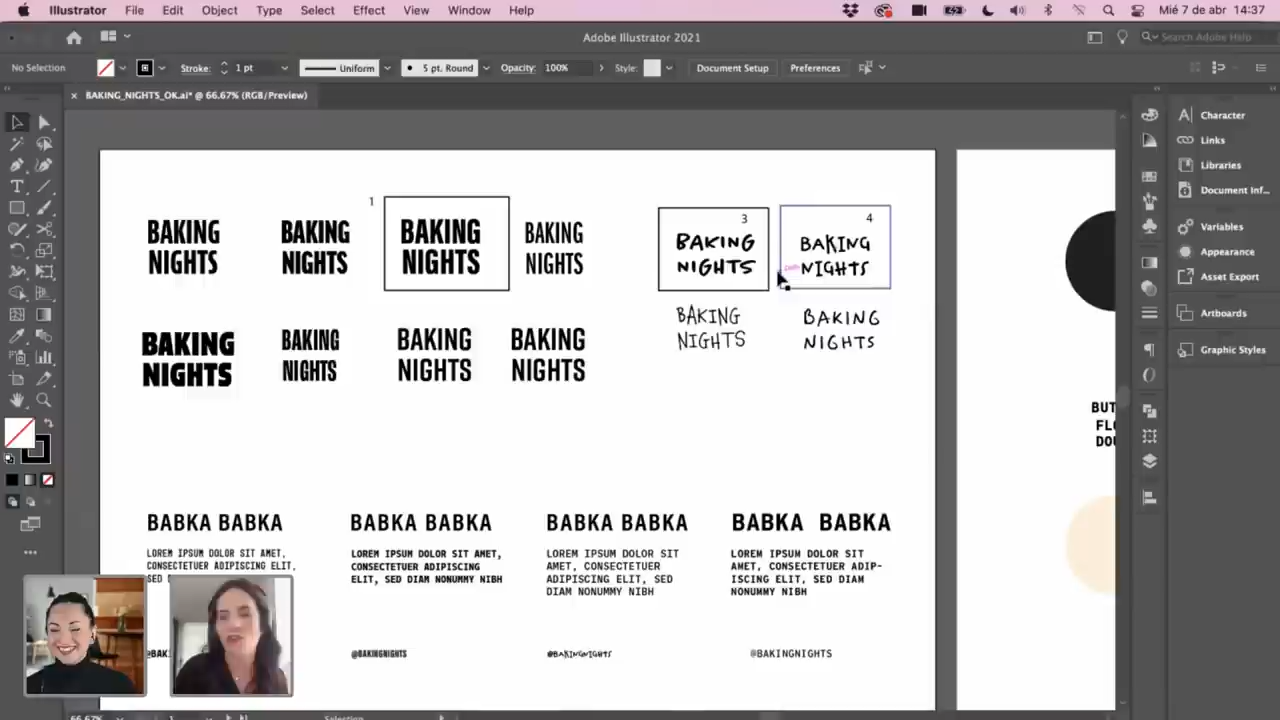 Illustrator File Edit Object Type Select Effect View Window Help Mié 7 de abr 14:37
Adobe Illustrator 2021
Search Adobe Help
No Selection Stroke: 1 pt Uniform 5 pt. Round Opacity: 100% Style: Document Setup Preferences
× BAKING_NIGHTS_OK.ai* @ 66.67% (RGB/Preview)
Character
Links
Libraries
Document Inf...
Variables
Appearance
Asset Export
Artboards
Graphic Styles
1
3
4
BAKING BAKING BAKING BAKING BAKING BAKING
NIGHTS NIGHTS NIGHTS NIGHTS NIGHTS NIGHTS
BAKING BAKING BAKING BAKING BAKING BAKING
NIGHTS NIGHTS NIGHTS NIGHTS NIGHTS NIGHTS
BUT
FL
DOU
BABKA BABKA BABKA BABKA BABKA BABKA BABKA BABKA
LOREM IPSUM DOLOR SIT AMET, LOREM IPSUM DOLOR SIT AMET, LOREM IPSUM DOLOR SIT LOREM IPSUM DOLOR SIT
CONSECTETUER ADIPISCING ELIT, CONSECTETUER ADIPISCING AMET, CONSECTETUER AMET, CONSECTETUER ADIP-
SED ELIT, SED DIAM NONUMMY NIBH ADIPISCING ELIT, SED ISCING ELIT, SED DIAM
DIAM NONUMMY NIBH NONUMMY NIBH
@BAKINGNIGHTS @BAKINGNIGHTS @BAKINGNIGHTS
66.67% 1 Selection